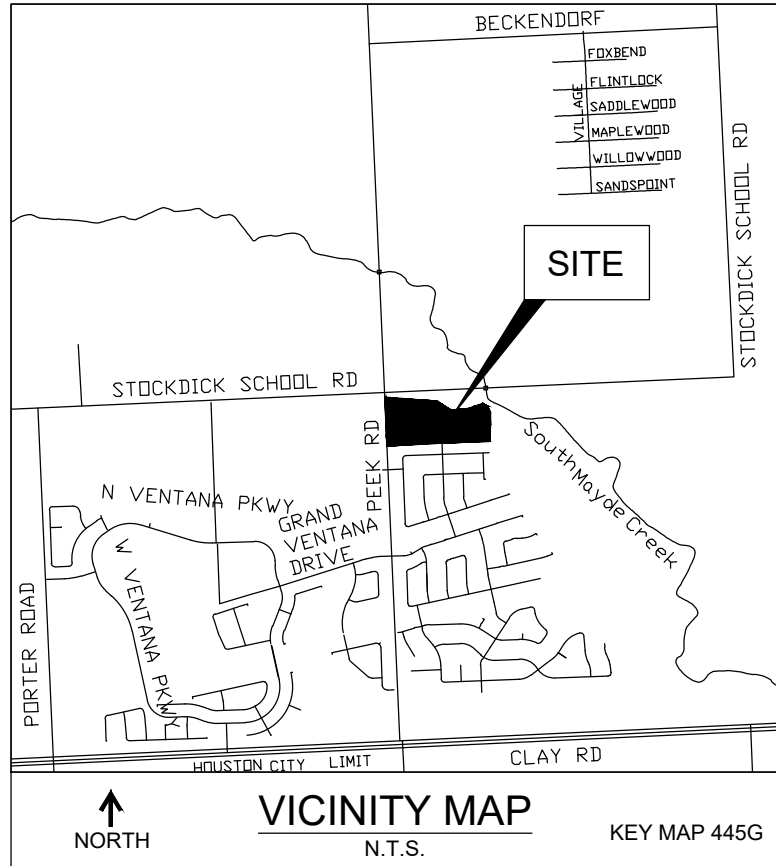 BECKENDORF
FOXBEND
FLINTLOCK
SADDLEWOOD
VILLAGE
MAPLEWOOD
WILLOWWOOD
SANDSPOINT
STOCKDICK SCHOOL RD
SITE
STOCKDICK SCHOOL RD
PEEK RD
South Mayde Creek
N VENTANA PKWY
GRAND
VENTANA
DRIVE
W VENTANA PKWY
PORTER ROAD
HOUSTON CITY LIMIT
CLAY RD
NORTH
VICINITY MAP
N.T.S.
KEY MAP 445G